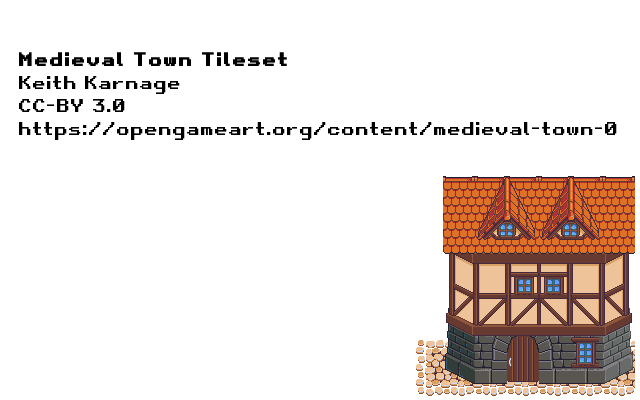 Medieval Town Tileset
Keith Karnage
CC-BY 3.0
https://opengameart.org/content/medieval-town-0